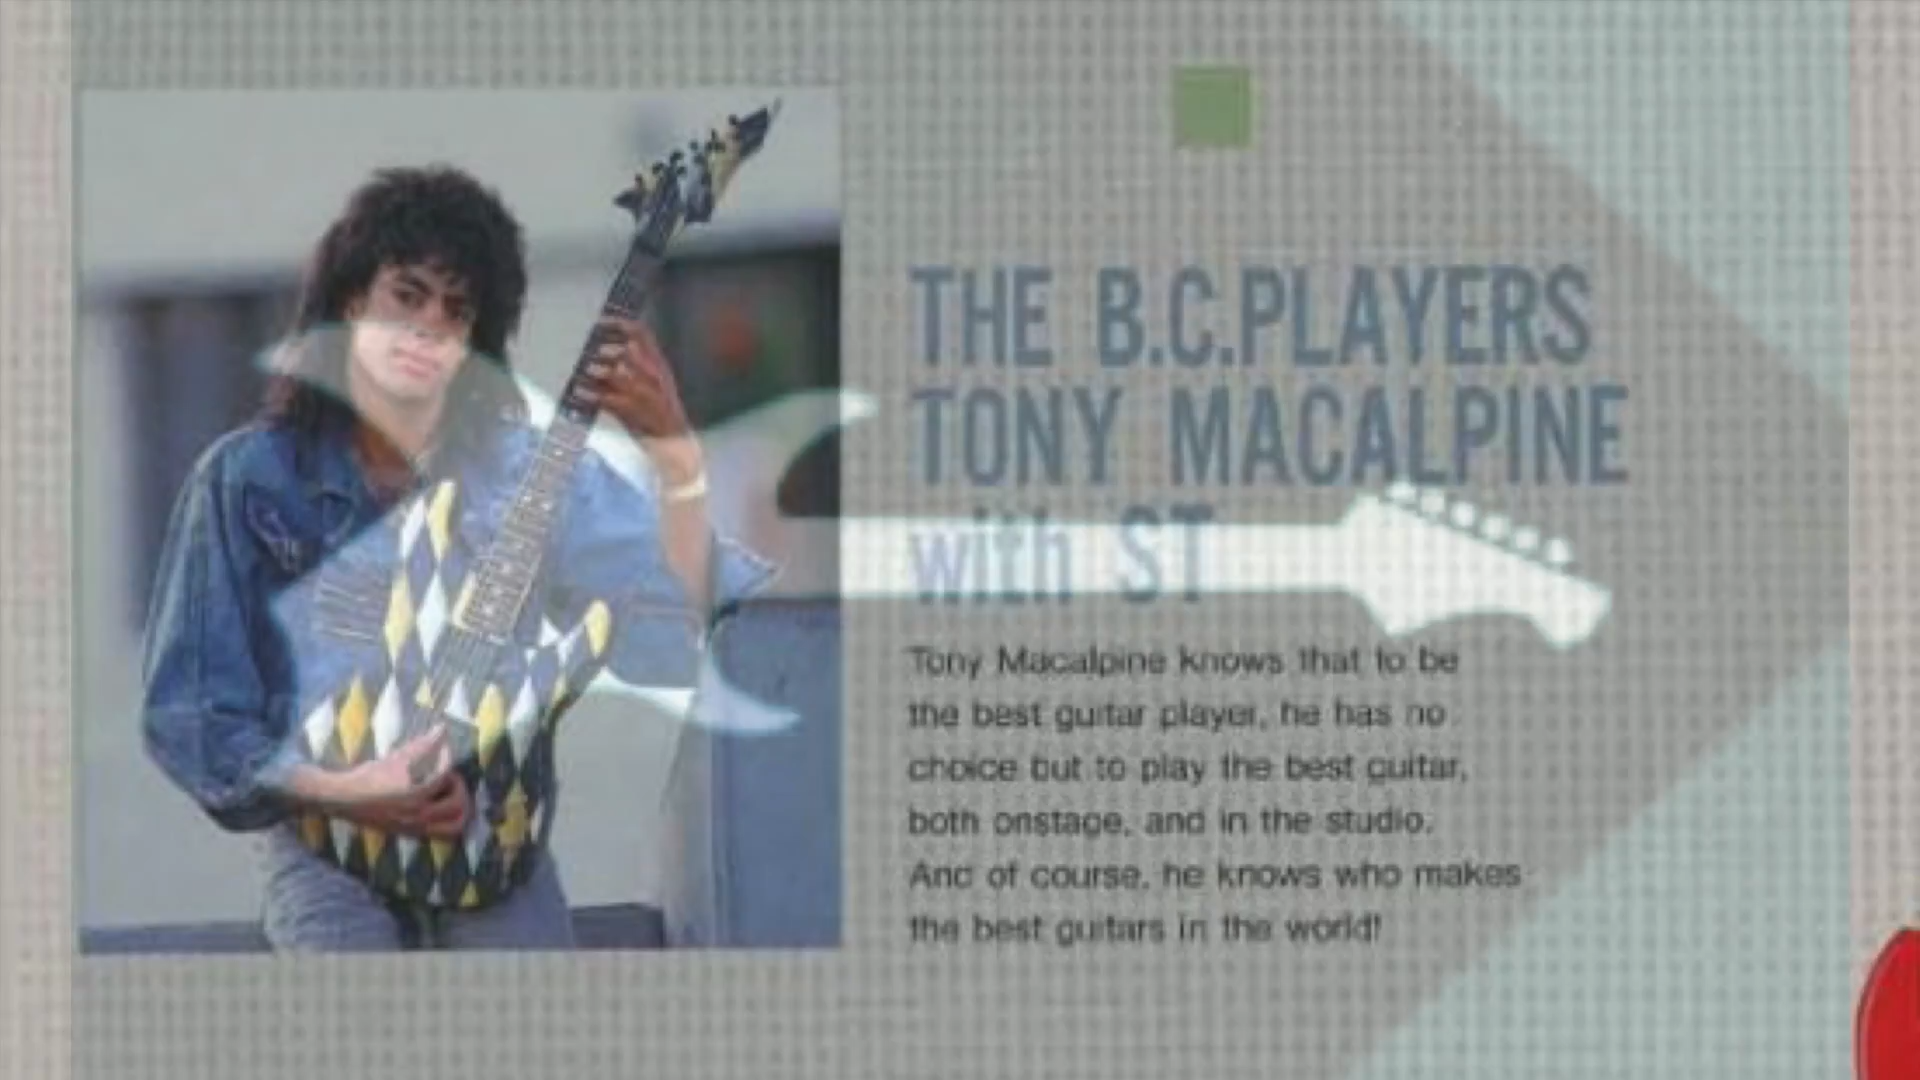 THE B.C.PLAYERS
TONY MACALPINE
with ST
Tony Macalpine knows that to be
the best guitar player, he has no
choice but to play the best guitar,
both onstage, and in the studio.
And of course, he knows who makes
the best guitars in the world!